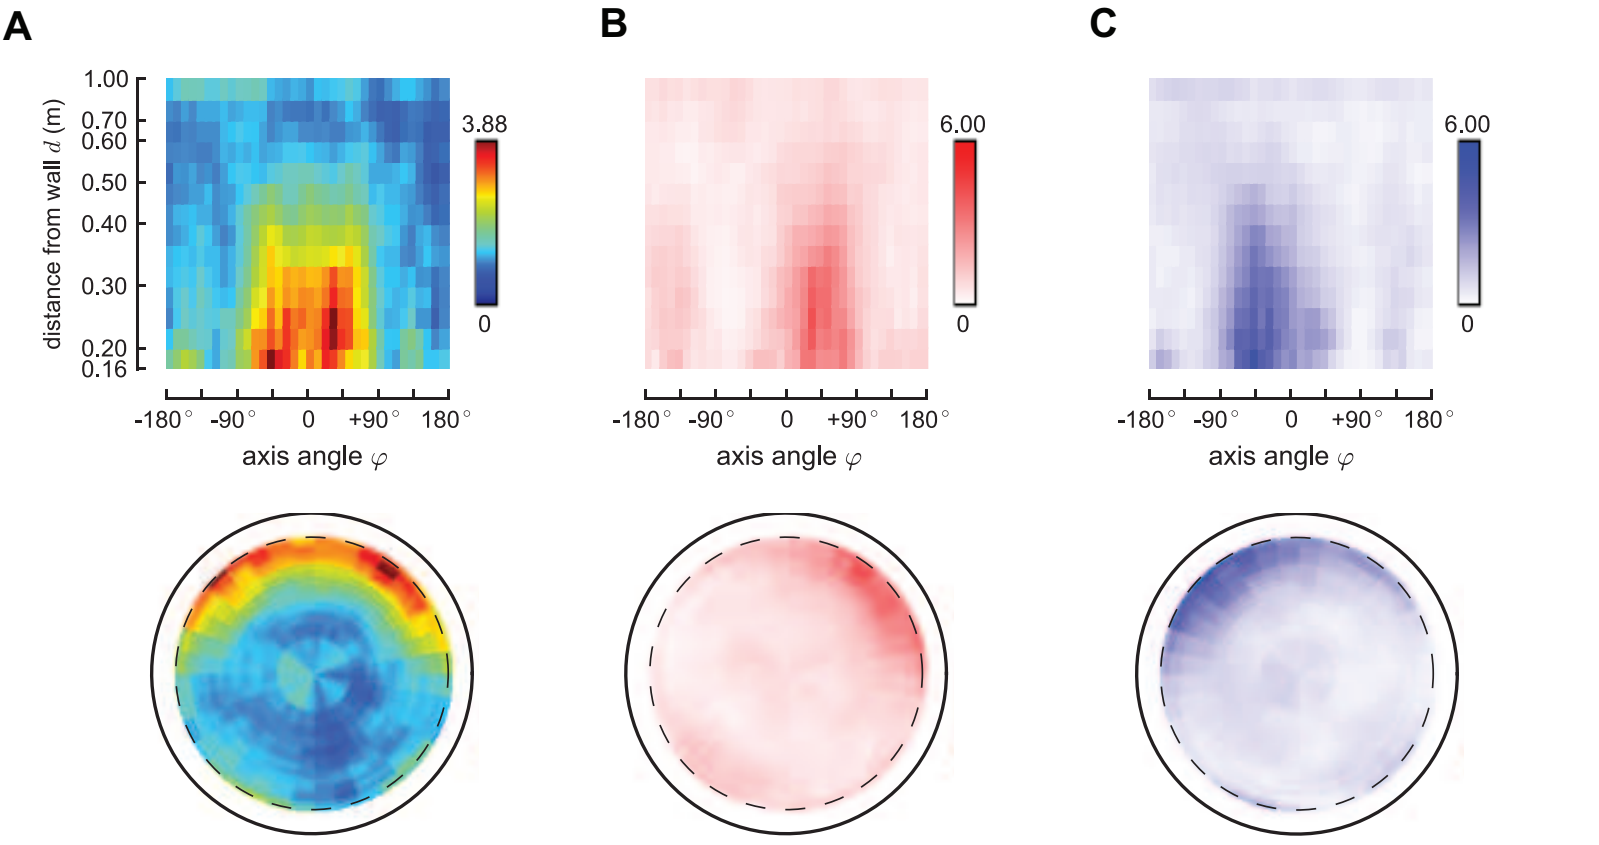 A
B
C
1.00
0.70
0.60
0.50
0.40
0.30
0.20
0.16
distance from wall d (m)
3.88
0
6.00
0
6.00
0
-180° -90° 0 +90° 180°
-180° -90° 0 +90° 180°
-180° -90° 0 +90° 180°
axis angle φ
axis angle φ
axis angle φ